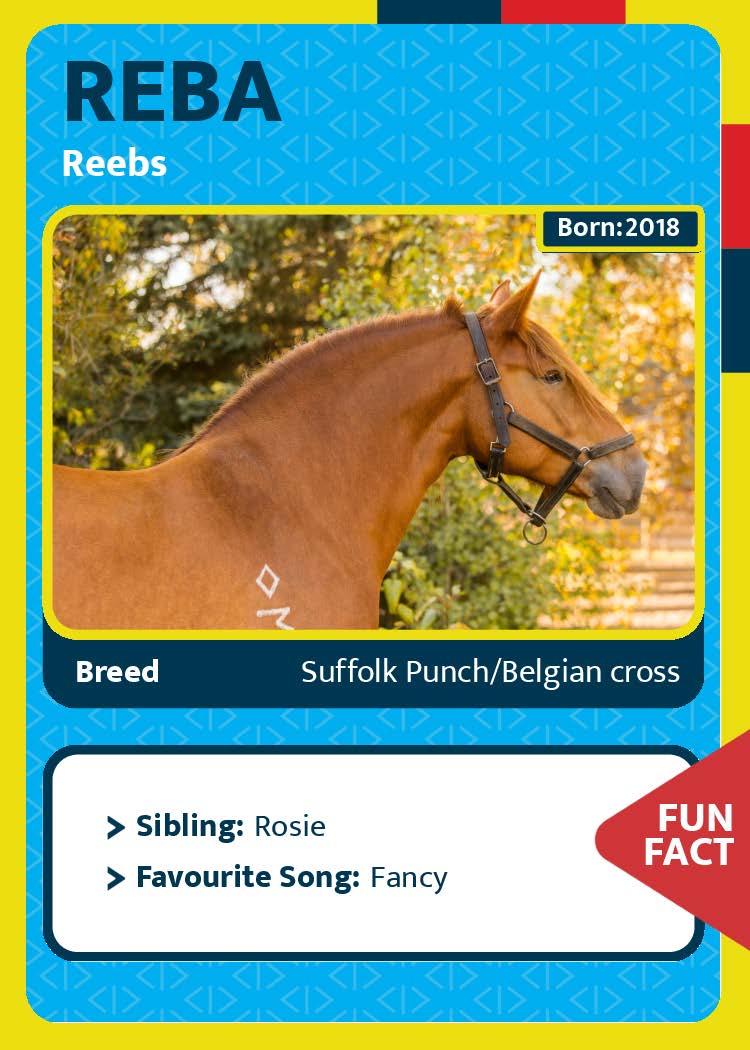 REBA
Reebs
Born:2018
Breed Suffolk Punch/Belgian cross
> Sibling: Rosie
> Favourite Song: Fancy
FUN
FACT